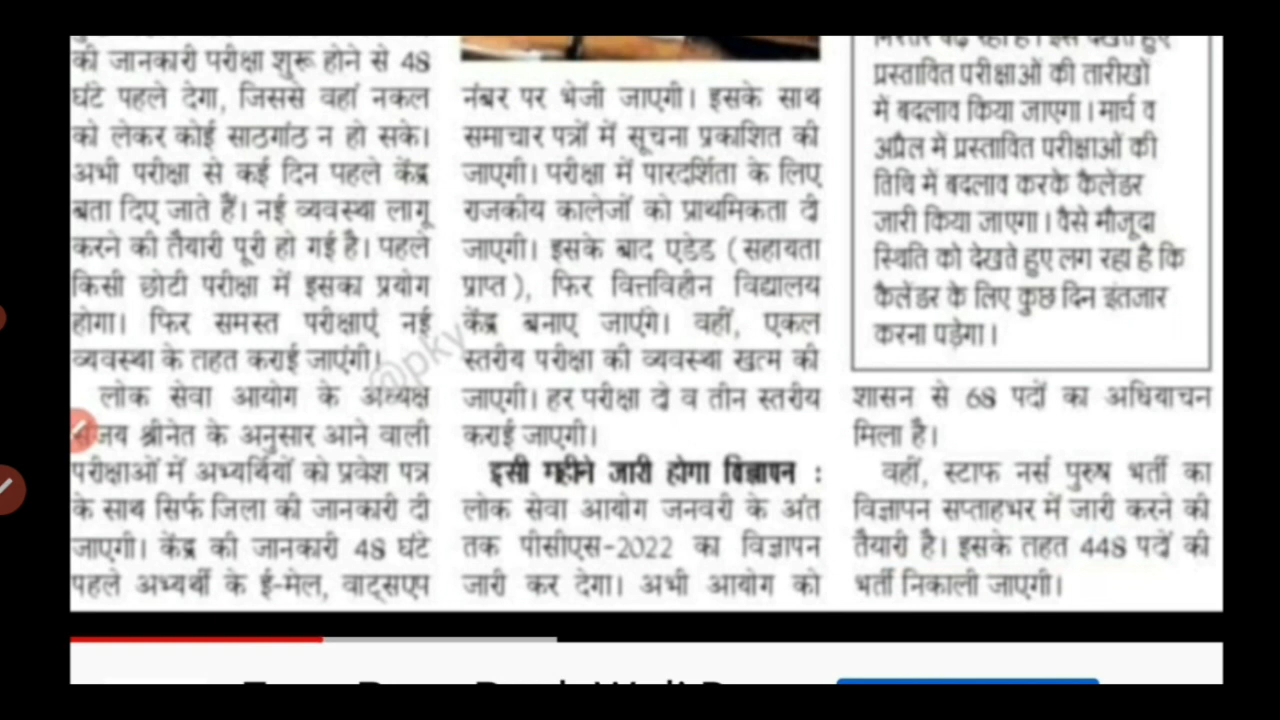 की जानकारी परीक्षा शुरू होने से 48
घंटे पहले देगा, जिससे वहां नकल
को लेकर कोई साठगांठ न हो सके।
अभी परीक्षा से कई दिन पहले केंद्र
बता दिए जाते हैं। नई व्यवस्था लागू
करने की तैयारी पूरी हो गई है। पहले
किसी छोटी परीक्षा में इसका प्रयोग
होगा। फिर समस्त परीक्षाएं नई
व्यवस्था के तहत कराई जाएंगी।
लोक सेवा आयोग के अध्यक्ष
संजय श्रीनेत के अनुसार आने वाली
परीक्षाओं में अभ्यर्थियों को प्रवेश पत्र
के साथ सिर्फ जिला की जानकारी दी
जाएगी। केंद्र की जानकारी 48 घंटे
पहले अभ्यर्थी के ई-मेल, वाट्सएप
नंबर पर भेजी जाएगी। इसके साथ
समाचार पत्रों में सूचना प्रकाशित की
जाएगी। परीक्षा में पारदर्शिता के लिए
राजकीय कालेजों को प्राथमिकता दी
जाएगी। इसके बाद एडेड (सहायता
प्राप्त), फिर वित्तविहीन विद्यालय
केंद्र बनाए जाएंगे। वहीं, एकल
स्तरीय परीक्षा की व्यवस्था खत्म की
जाएगी। हर परीक्षा दो व तीन स्तरीय
कराई जाएगी।
इसी महीने जारी होगा विज्ञापन :
लोक सेवा आयोग जनवरी के अंत
तक पीसीएस-2022 का विज्ञापन
जारी कर देगा। अभी आयोग को
निरंतर बढ़ रहा है। इसे देखते हुए
प्रस्तावित परीक्षाओं की तारीखों
में बदलाव किया जाएगा। मार्च व
अप्रैल में प्रस्तावित परीक्षाओं की
तिथि में बदलाव करके कैलेंडर
जारी किया जाएगा। वैसे मौजूदा
स्थिति को देखते हुए लग रहा है कि
कैलेंडर के लिए कुछ दिन इंतजार
करना पड़ेगा।
शासन से 68 पदों का अधियाचन
मिला है।
वहीं, स्टाफ नर्स पुरुष भर्ती का
विज्ञापन सप्ताहभर में जारी करने की
तैयारी है। इसके तहत 448 पदों की
भर्ती निकाली जाएगी।
@pky